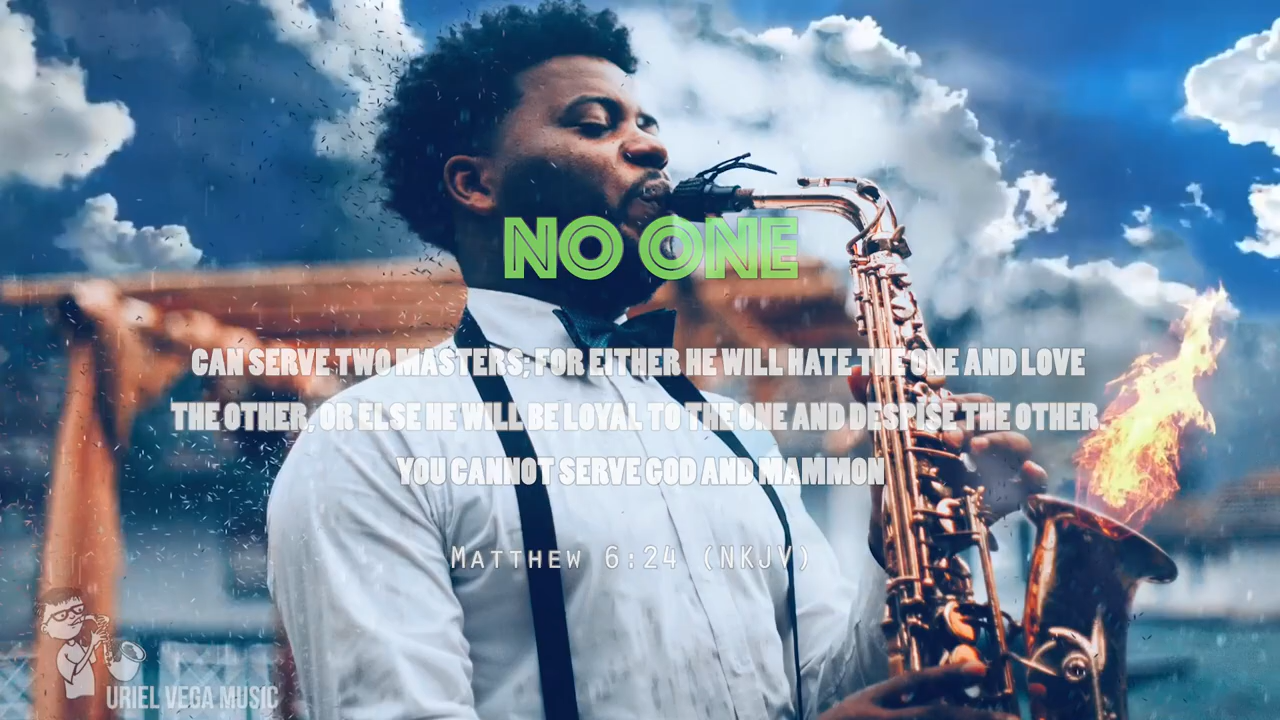 NO ONE
CAN SERVE TWO MASTERS; FOR EITHER HE WILL HATE THE ONE AND LOVE
THE OTHER, OR ELSE HE WILL BE LOYAL TO THE ONE AND DESPISE THE OTHER.
YOU CANNOT SERVE GOD AND MAMMON
Matthew 6:24 (NKJV)
URIEL VEGA MUSIC